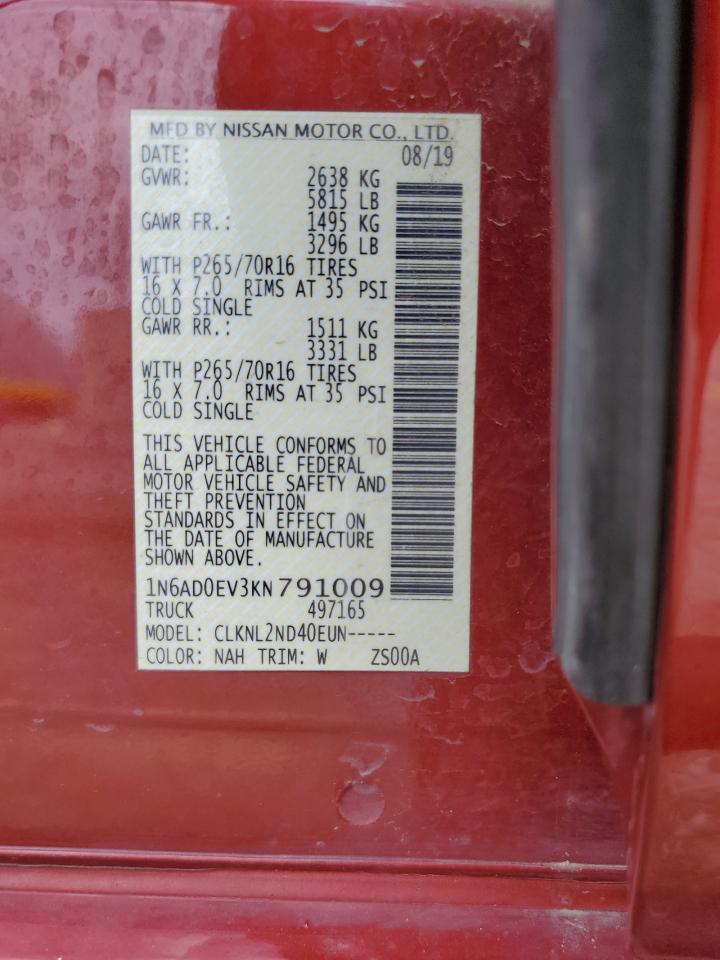 MFD BY NISSAN MOTOR CO., LTD.
DATE: 08/19
GVWR: 2638 KG
5815 LB
GAWR FR.: 1495 KG
3296 LB
WITH P265/70R16 TIRES
16 X 7.0 RIMS AT 35 PSI
COLD SINGLE
GAWR RR.: 1511 KG
3331 LB
WITH P265/70R16 TIRES
16 X 7.0 RIMS AT 35 PSI
COLD SINGLE
THIS VEHICLE CONFORMS TO
ALL APPLICABLE FEDERAL
MOTOR VEHICLE SAFETY AND
THEFT PREVENTION
STANDARDS IN EFFECT ON
THE DATE OF MANUFACTURE
SHOWN ABOVE.
1N6AD0EV3KN791009
TRUCK 497165
MODEL: CLKNL2ND40EUN-----
COLOR: NAH TRIM: W ZS00A